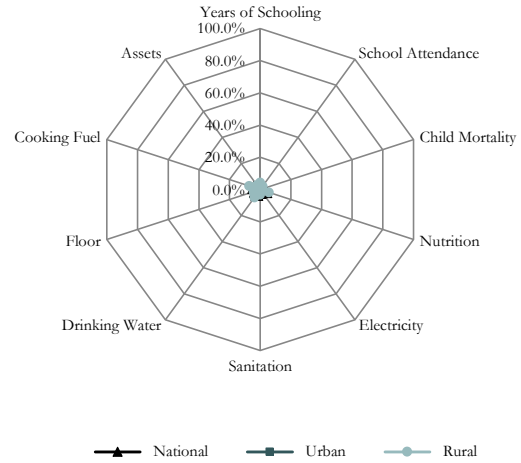 Years of Schooling
100.0%
80.0%
60.0%
40.0%
20.0%
0.0%
School Attendance
Child Mortality
Nutrition
Electricity
Sanitation
Drinking Water
Floor
Cooking Fuel
Assets
National Urban Rural